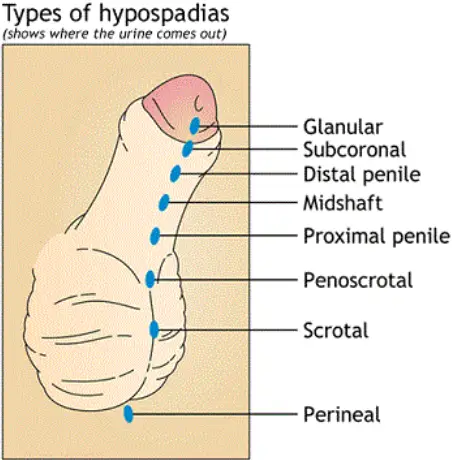 Types of hypospadias
(shows where the urine comes out)
Glanular
Subcoronal
Distal penile
Midshaft
Proximal penile
Penoscrotal
Scrotal
Perineal